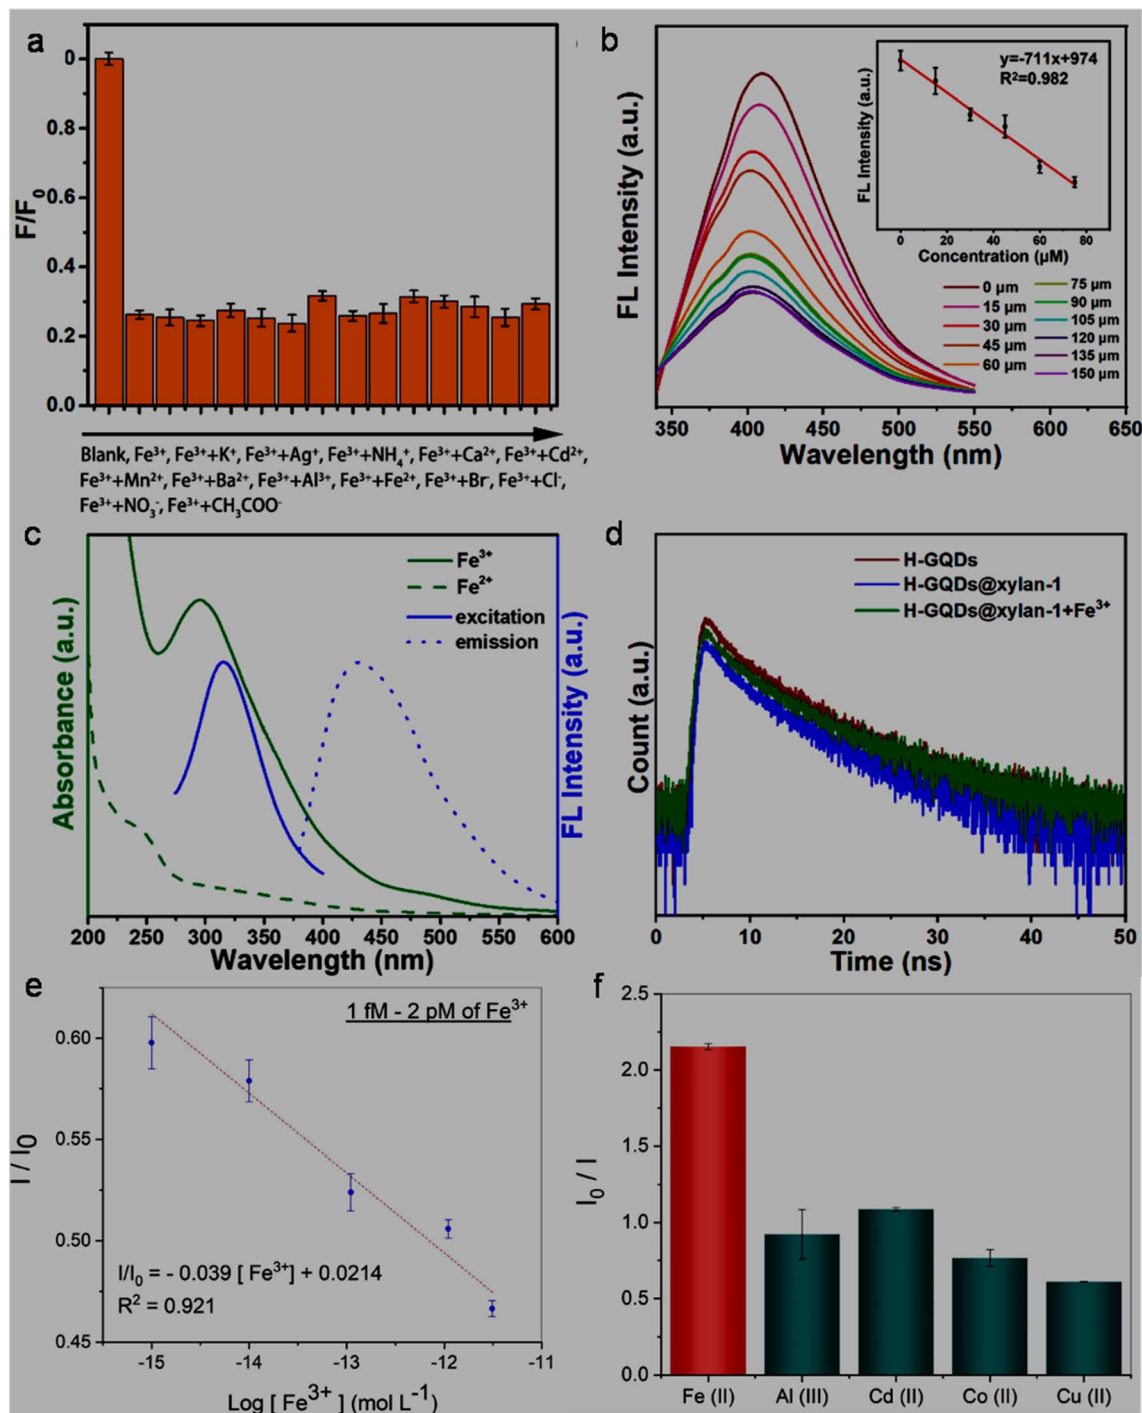 a
0
0.8
0.6
0.4
0.2
0.0
F/F0
Blank, Fe³⁺, Fe³⁺+K⁺, Fe³⁺+Ag⁺, Fe³⁺+NH₄⁺, Fe³⁺+Ca²⁺, Fe³⁺+Cd²⁺,
Fe³⁺+Mn²⁺, Fe³⁺+Ba²⁺, Fe³⁺+Al³⁺, Fe³⁺+Fe²⁺, Fe³⁺+Br⁻, Fe³⁺+Cl⁻,
Fe³⁺+NO₃⁻, Fe³⁺+CH₃COO⁻
b
FL Intensity (a.u.)
y=-711x+974
R²=0.982
FL Intensity (a.u.)
0 20 40 60 80
Concentration (μM)
0 μm
15 μm
30 μm
45 μm
60 μm
75 μm
90 μm
105 μm
120 μm
135 μm
150 μm
350 400 450 500 550 600 650
Wavelength (nm)
c
Absorbance (a.u.)
Fe³⁺
Fe²⁺
excitation
emission
FL Intensity (a.u.)
200 250 300 350 400 450 500 550 600
Wavelength (nm)
d
Count (a.u.)
H-GQDs
H-GQDs@xylan-1
H-GQDs@xylan-1+Fe³⁺
0 10 20 30 40 50
Time (ns)
e
1 fM - 2 pM of Fe³⁺
0.60
0.55
0.50
0.45
I / I₀
I/I₀ = - 0.039 [ Fe³⁺] + 0.0214
R² = 0.921
-15 -14 -13 -12 -11
Log [ Fe³⁺ ] (mol L⁻¹)
f
2.5
2.0
1.5
1.0
0.5
0.0
I₀ / I
Fe (II) Al (III) Cd (II) Co (II) Cu (II)